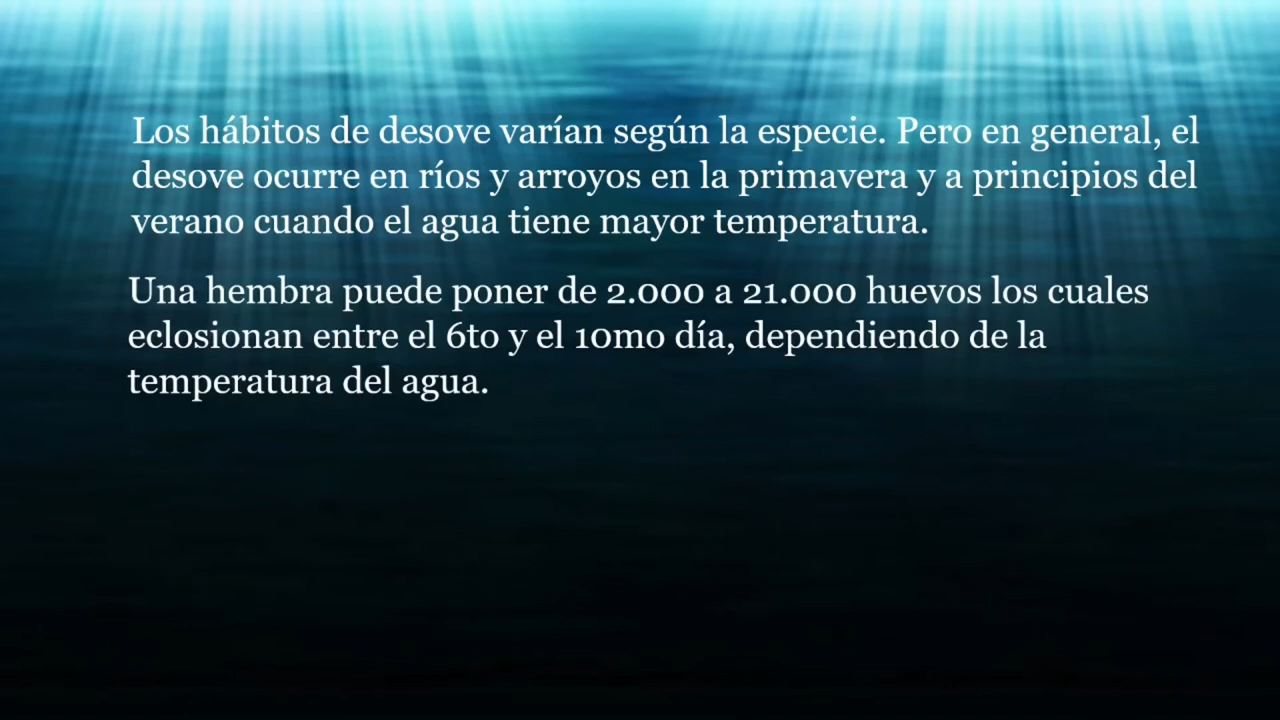 Los hábitos de desove varían según la especie. Pero en general, el
desove ocurre en ríos y arroyos en la primavera y a principios del
verano cuando el agua tiene mayor temperatura.
Una hembra puede poner de 2.000 a 21.000 huevos los cuales
eclosionan entre el 6to y el 10mo día, dependiendo de la
temperatura del agua.